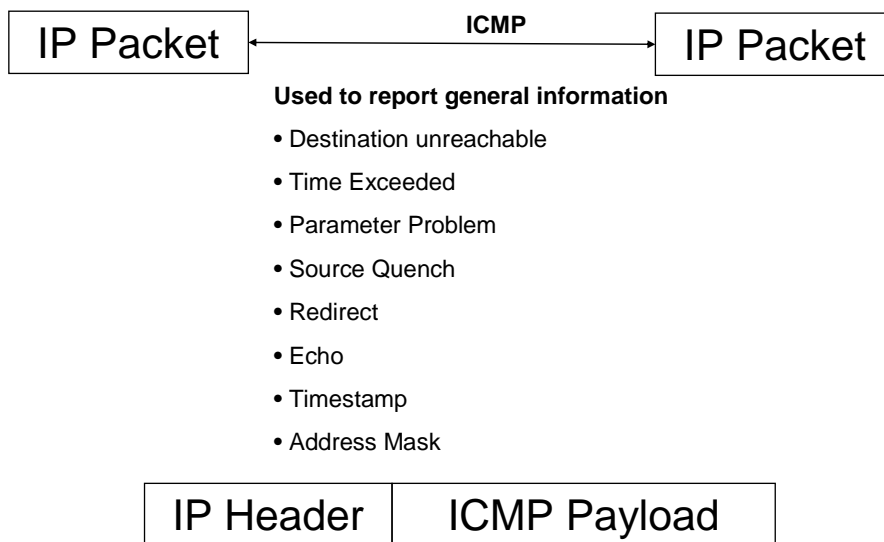 IP Packet
ICMP
IP Packet
Used to report general information
• Destination unreachable
• Time Exceeded
• Parameter Problem
• Source Quench
• Redirect
• Echo
• Timestamp
• Address Mask
IP Header
ICMP Payload